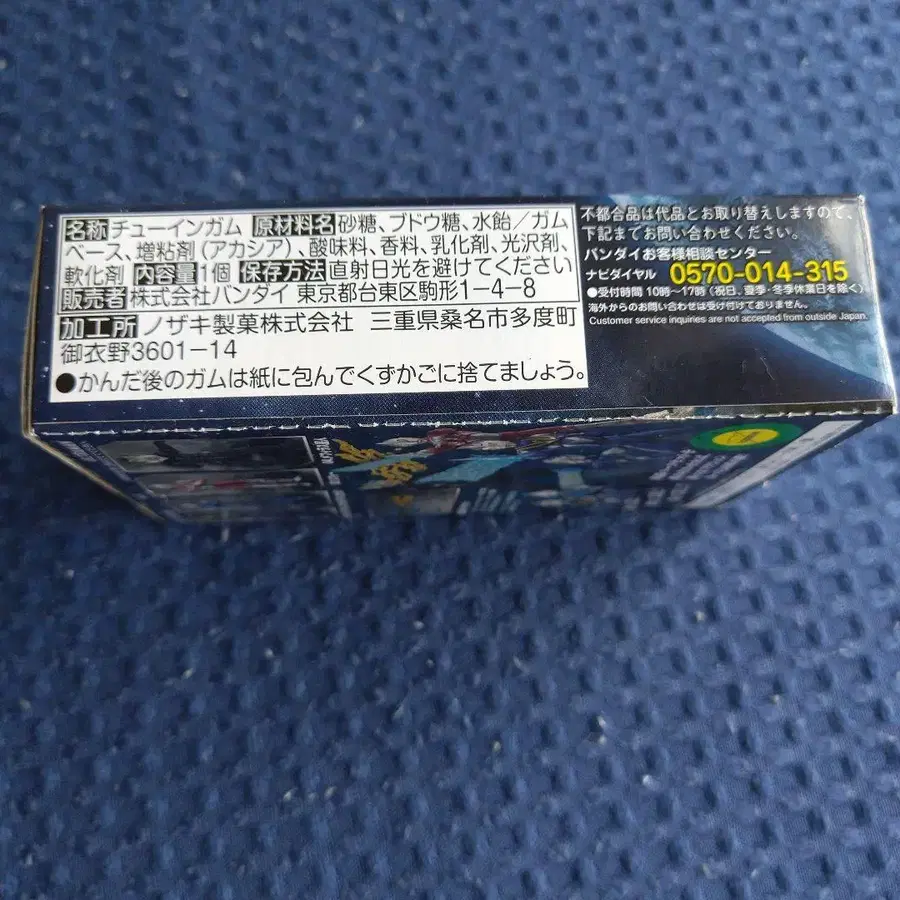 名称 チューインガム 原材料名 砂糖、ブドウ糖、水飴／ガム
ベース、増粘剤(アカシア)、酸味料、香料、乳化剤、光沢剤、
軟化剤 内容量 1個 保存方法 直射日光を避けてください
販売者 株式会社バンダイ 東京都台東区駒形1-4-8
加工所 ノザキ製菓株式会社 三重県桑名市多度町
御衣野3601-14
●かんだ後のガムは紙に包んでくずかごに捨てましょう。
不都合品は代品とお取り替えしますので、
下記までお問い合わせください。
バンダイお客様相談センター
ナビダイヤル 0570-014-315
●受付時間 10時～17時(祝日、夏季・冬季休業日を除く)
海外からのお問い合わせは受け付けておりません。
Customer service inquiries are not accepted from outside Japan.